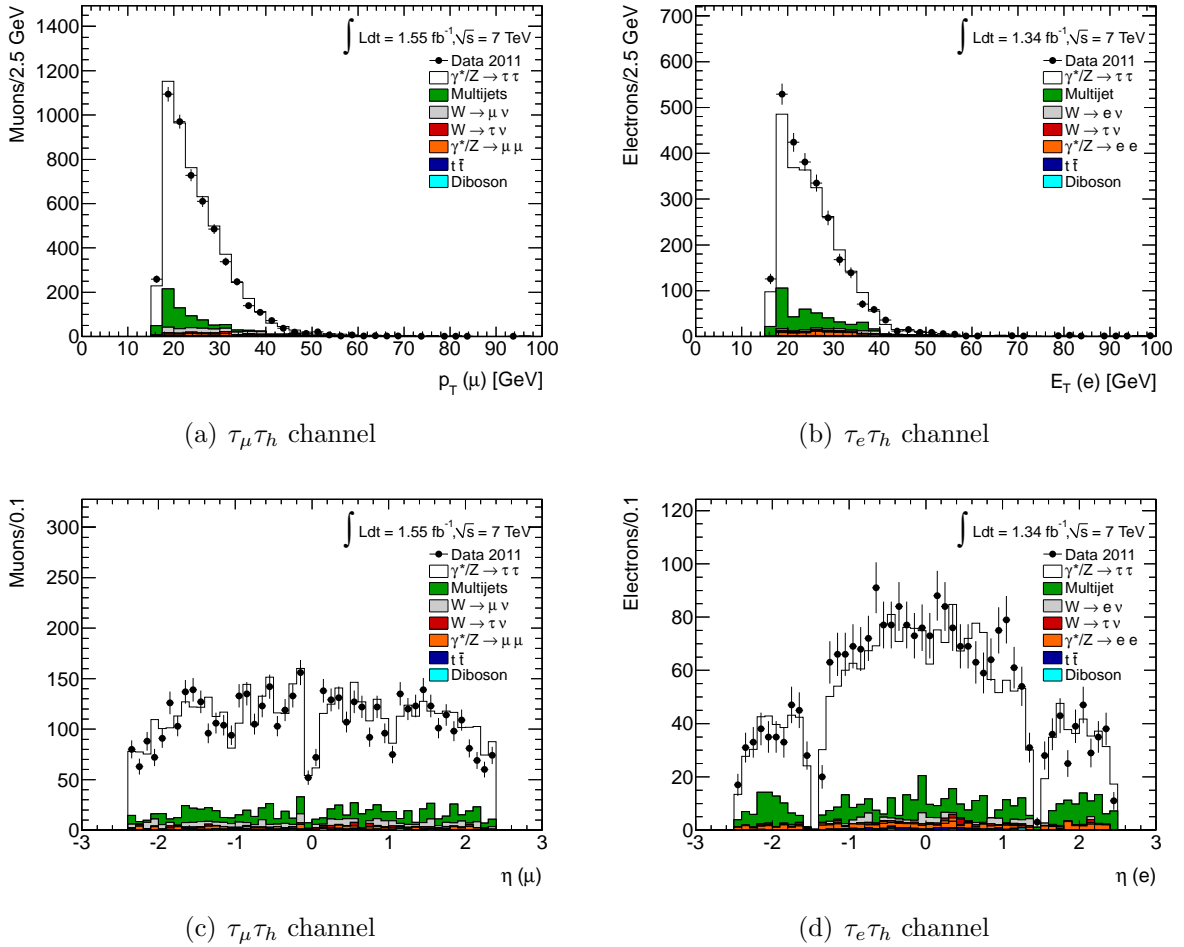 Muons/2.5 GeV
1400
1200
1000
800
600
400
200
0
0 10 20 30 40 50 60 70 80 90 100
p_T (μ) [GeV]
∫ Ldt = 1.55 fb⁻¹,√s = 7 TeV
Data 2011
γ*/Z → τ τ
Multijets
W → μ ν
W → τ ν
γ*/Z → μ μ
t t̄
Diboson
(a) τ_μτ_h channel
Electrons/2.5 GeV
700
600
500
400
300
200
100
0
0 10 20 30 40 50 60 70 80 90 100
E_T (e) [GeV]
∫ Ldt = 1.34 fb⁻¹,√s = 7 TeV
Data 2011
γ*/Z → τ τ
Multijet
W → e ν
W → τ ν
γ*/Z → e e
t t̄
Diboson
(b) τ_eτ_h channel
Muons/0.1
300
250
200
150
100
50
0
-3 -2 -1 0 1 2 3
η (μ)
∫ Ldt = 1.55 fb⁻¹,√s = 7 TeV
Data 2011
γ*/Z → τ τ
Multijets
W → μ ν
W → τ ν
γ*/Z → μ μ
t t̄
Diboson
(c) τ_μτ_h channel
Electrons/0.1
120
100
80
60
40
20
0
-3 -2 -1 0 1 2 3
η (e)
∫ Ldt = 1.34 fb⁻¹,√s = 7 TeV
Data 2011
γ*/Z → τ τ
Multijet
W → e ν
W → τ ν
γ*/Z → e e
t t̄
Diboson
(d) τ_eτ_h channel